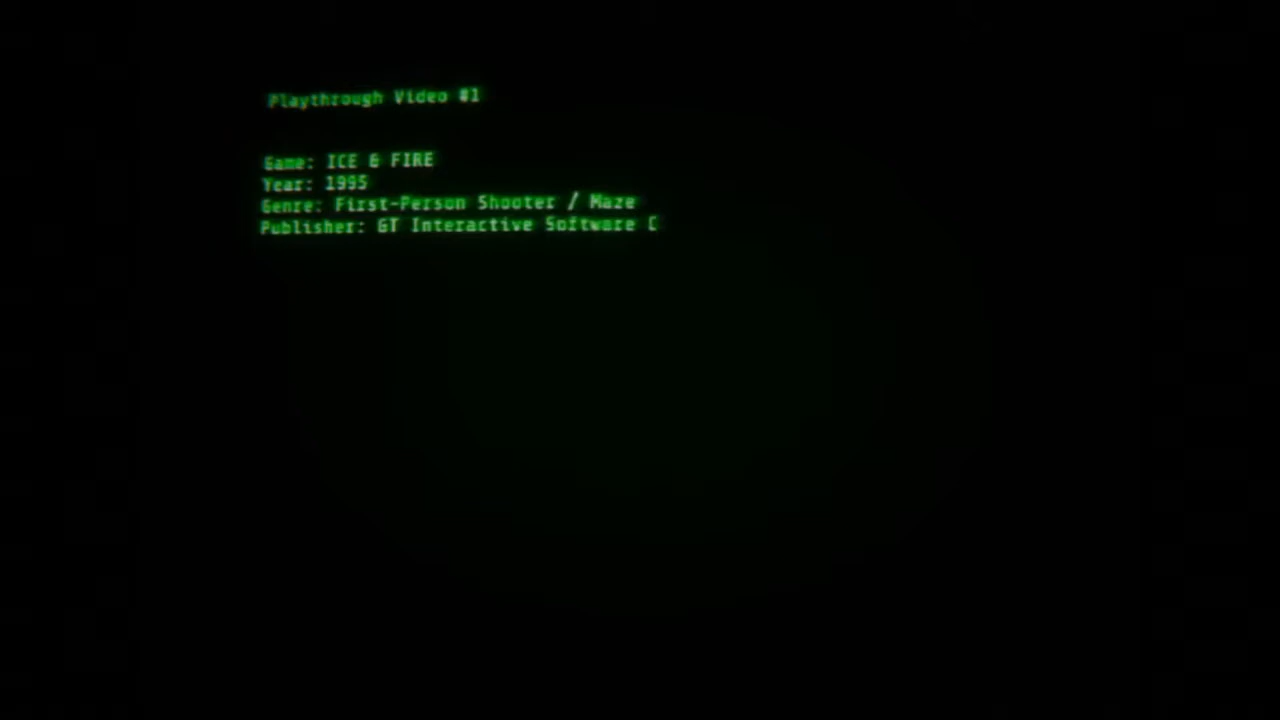 Playthrough Video #1
Game: ICE & FIRE
Year: 1995
Genre: First-Person Shooter / Maze
Publisher: GT Interactive Software C